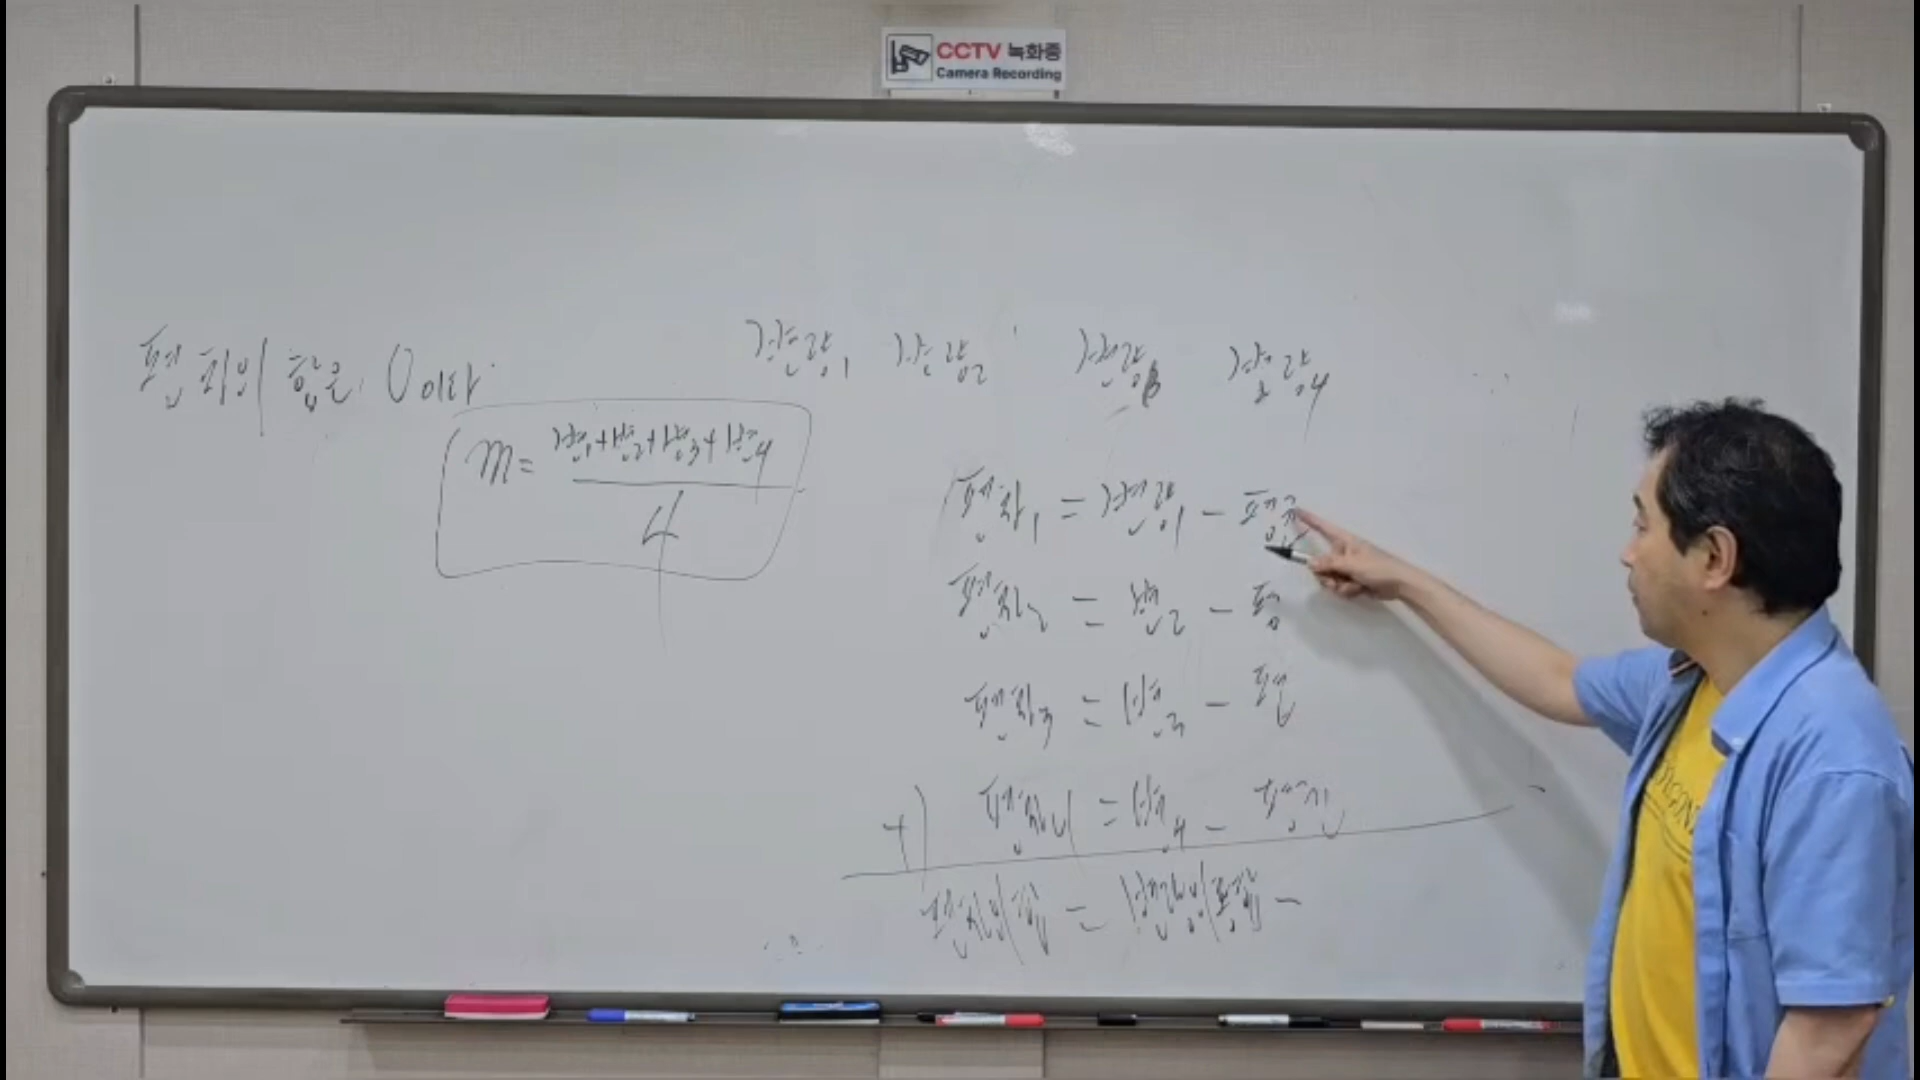 CCTV 녹화중
Camera Recording
편차의 합은 0이다.
변량1 변량2 변량3 변량4
m = 변1+변2+변3+변4
4
편차1 = 변량1 - 평균
편차2 = 변2 - 평
편차3 = 변3 - 평
+) 편차4 = 변4 - 평균
편차의합 = 변량의총합 -